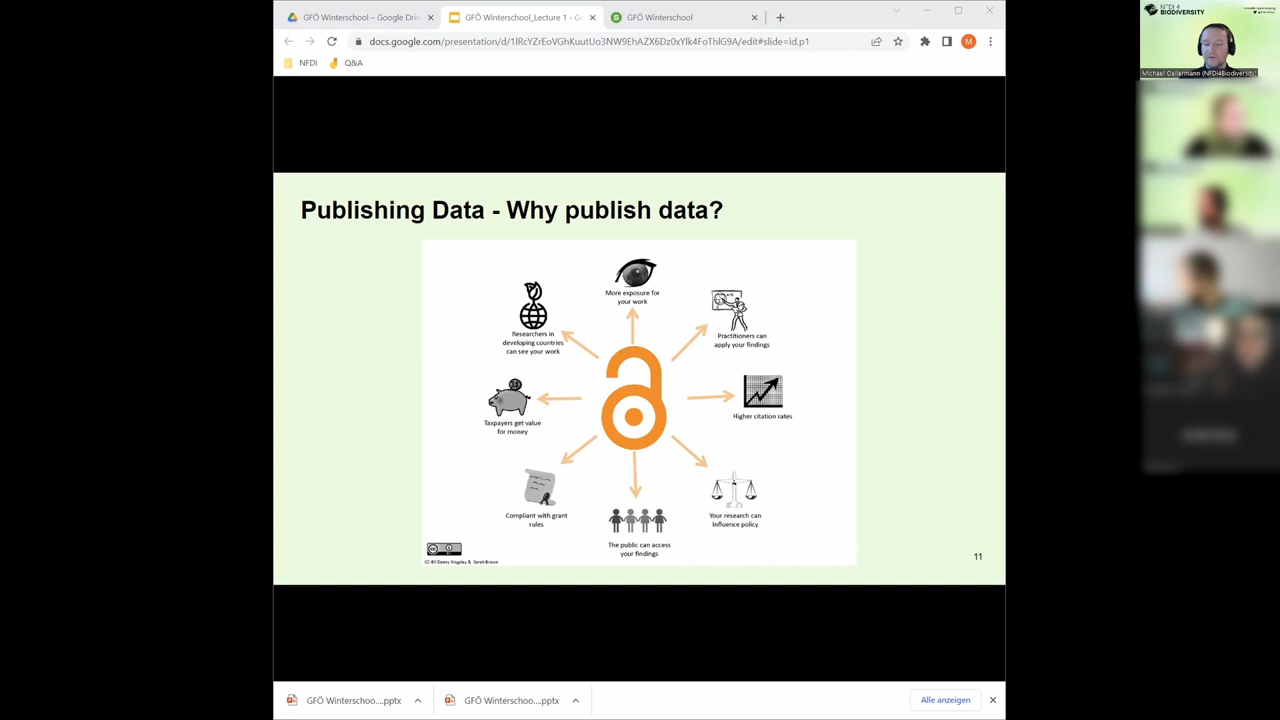 GFÖ Winterschool – Google Driv
GFÖ Winterschool_Lecture 1 - Go
GFÖ Winterschool
docs.google.com/presentation/d/1lRcYZrEoVGhKuutUo3NW9EhAZX6Dz0xYlk4FoThlG9A/edit#slide=id.p1
M
NFDI
Q&A
NFDI 4
BIODIVERSITY
Michael Oellermann (NFDI4Biodiversity)
Publishing Data - Why publish data?
More exposure for
your work
Practitioners can
apply your findings
Higher citation rates
Your research can
Influence policy
The public can access
your findings
Compliant with grant
rules
Taxpayers get value
for money
Researchers in
developing countries
can see your work
CC-BY Danny Kingsley & Sarah Brown
11
GFÖ Winterschoo....pptx
GFÖ Winterschoo....pptx
Alle anzeigen